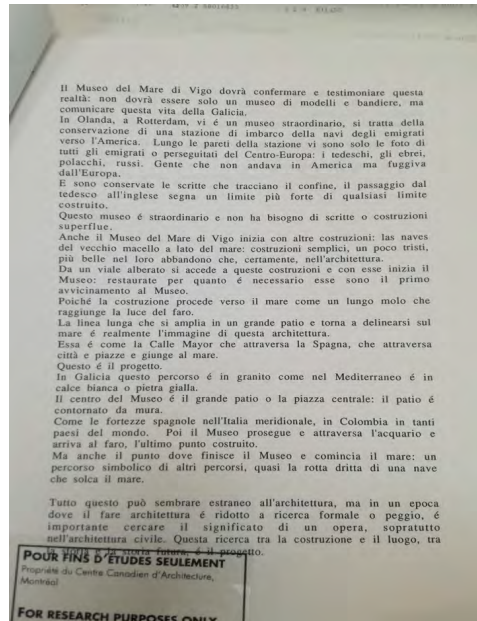 Il Museo del Mare di Vigo dovrà confermare e testimoniare questa
realtà: non dovrà essere solo un museo di modelli e bandiere, ma
comunicare questa vita della Galicia.
In Olanda, a Rotterdam, vi é un museo straordinario, si tratta della
conservazione di una stazione di imbarco della navi degli emigrati
verso l'America. Lungo le pareti della stazione vi sono solo le foto di
tutti gli emigrati o perseguitati del Centro-Europa: i tedeschi, gli ebrei,
polacchi, russi. Gente che non andava in America ma fuggiva
dall'Europa.
E sono conservate le scritte che tracciano il confine, il passaggio dal
tedesco all'inglese segna un limite più forte di qualsiasi limite
costruito.
Questo museo é straordinario e non ha bisogno di scritte o costruzioni
superflue.
Anche il Museo del Mare di Vigo inizia con altre costruzioni: las naves
del vecchio macello a lato del mare: costruzioni semplici, un poco tristi,
più belle nel loro abbandono che, certamente, nell'architettura.
Da un viale alberato si accede a queste costruzioni e con esse inizia il
Museo: restaurate per quanto é necessario esse sono il primo
avvicinamento al Museo.
Poiché la costruzione procede verso il mare come un lungo molo che
raggiunge la luce del faro.
La linea lunga che si amplia in un grande patio e torna a delinearsi sul
mare é realmente l'immagine di questa architettura.
Essa é come la Calle Mayor che attraversa la Spagna, che attraversa
città e piazze e giunge al mare.
Questo é il progetto.
In Galicia questo percorso é in granito come nel Mediterraneo é in
calce bianca o pietra gialla.
Il centro del Museo é il grande patio o la piazza centrale: il patio é
contornato da mura.
Come le fortezze spagnole nell'Italia meridionale, in Colombia in tanti
paesi del mondo. Poi il Museo prosegue e attraversa l'acquario e
arriva al faro, l'ultimo punto costruito.
Ma anche il punto dove finisce il Museo e comincia il mare: un
percorso simbolico di altri percorsi, quasi la rotta dritta di una nave
che solca il mare.
Tutto questo può sembrare estraneo all'architettura, ma in un epoca
dove il fare architettura é ridotto a ricerca formale o peggio, é
importante cercare il significato di un opera, sopratutto
nell'architettura civile. Questa ricerca tra la costruzione e il luogo, tra
la storia futura, é il progetto.
POUR FINS D'ÉTUDES SEULEMENT
Propriété du Centre Canadien d'Architecture,
Montréal
FOR RESEARCH PURPOSES ONLY